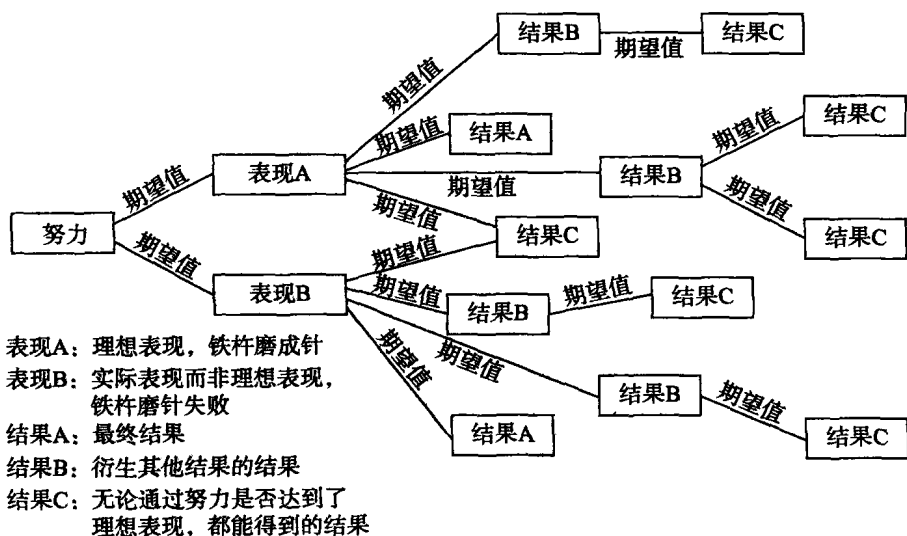 结果B 期望值 结果C
期望值
结果C
期望值 结果A 期望值
期望值 表现A 期望值 结果B
期望值 期望值
努力 结果C 结果C
期望值 期望值
表现B 期望值 期望值 结果C
结果B
表现A：理想表现，铁杵磨成针 期望值
表现B：实际表现而非理想表现， 期望值 结果B 期望值
铁杵磨针失败
结果A：最终结果 结果A 结果C
结果B：衍生其他结果的结果
结果C：无论通过努力是否达到了
理想表现，都能得到的结果